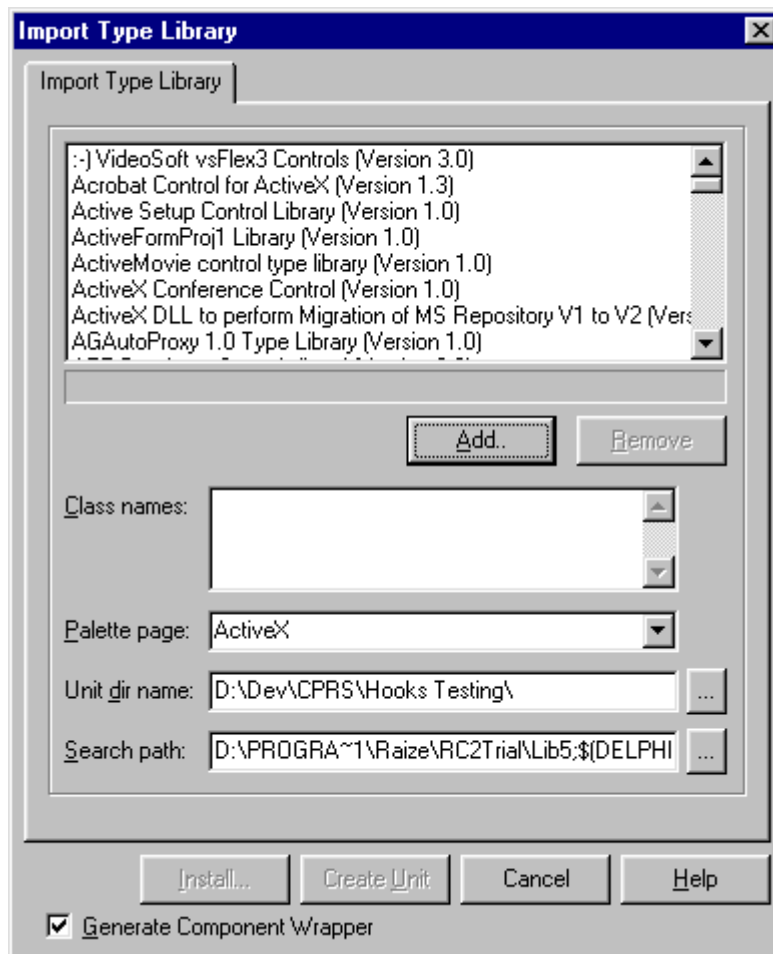 Import Type Library
Import Type Library
:-) VideoSoft vsFlex3 Controls (Version 3.0)
Acrobat Control for ActiveX (Version 1.3)
Active Setup Control Library (Version 1.0)
ActiveFormProj1 Library (Version 1.0)
ActiveMovie control type library (Version 1.0)
ActiveX Conference Control (Version 1.0)
ActiveX DLL to perform Migration of MS Repository V1 to V2 (Vers
AGAutoProxy 1.0 Type Library (Version 1.0)
Add.. Remove
Class names:
Palette page: ActiveX
Unit dir name: D:\Dev\CPRS\Hooks Testing\ ...
Search path: D:\PROGRA~1\Raize\RC2Trial\Lib5;$(DELPHI ...
Install... Create Unit Cancel Help
Generate Component Wrapper